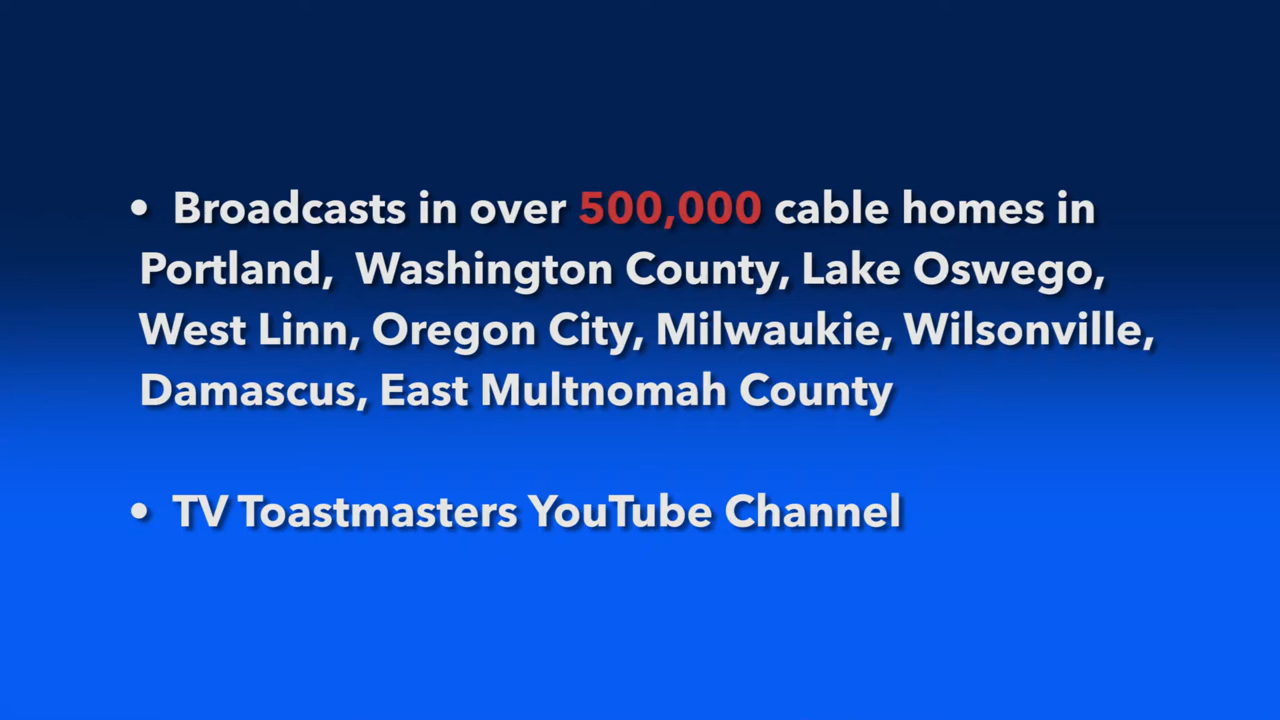 • Broadcasts in over 500,000 cable homes in
Portland, Washington County, Lake Oswego,
West Linn, Oregon City, Milwaukie, Wilsonville,
Damascus, East Multnomah County
• TV Toastmasters YouTube Channel